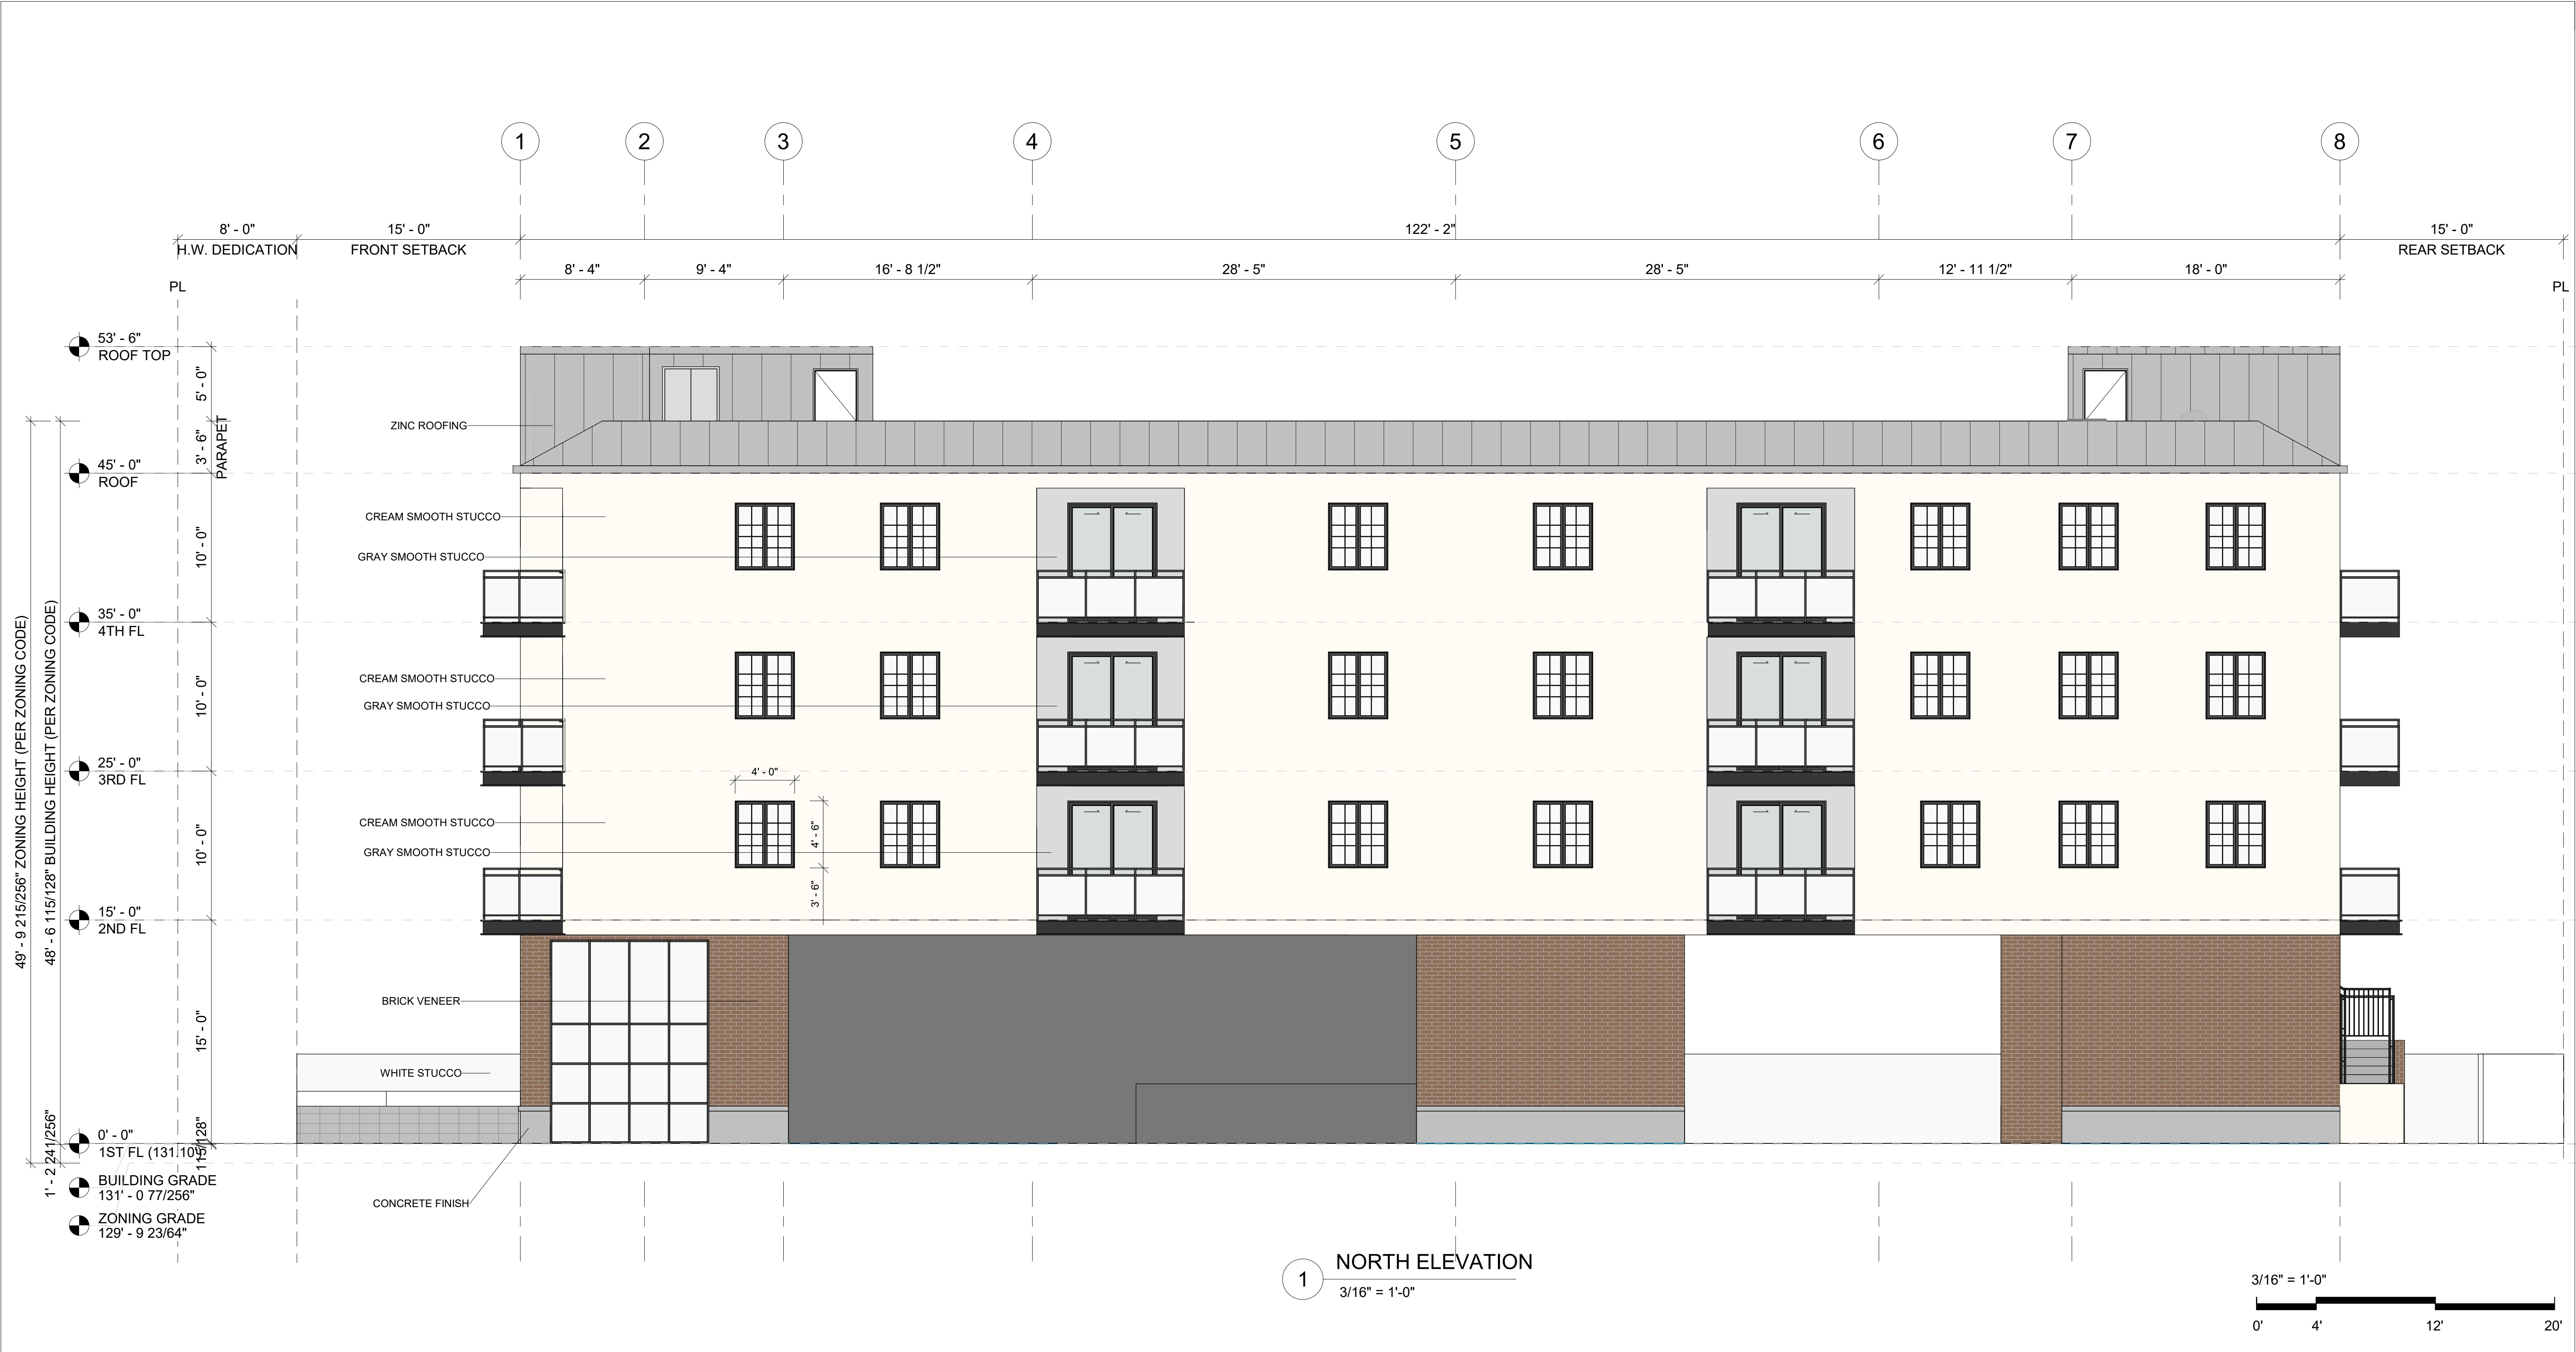 1 2 3 4 5 6 7 8
8' - 0" 15' - 0" 122' - 2" 15' - 0"
H.W. DEDICATION FRONT SETBACK REAR SETBACK
8' - 4" 9' - 4" 16' - 8 1/2" 28' - 5" 28' - 5" 12' - 11 1/2" 18' - 0"
PL PL
53' - 6"
ROOF TOP
5' - 0"
ZINC ROOFING
3' - 6"
PARAPET
45' - 0"
ROOF
CREAM SMOOTH STUCCO
10' - 0"
GRAY SMOOTH STUCCO
35' - 0"
4TH FL
CREAM SMOOTH STUCCO
10' - 0"
GRAY SMOOTH STUCCO
25' - 0"
3RD FL
4' - 0"
CREAM SMOOTH STUCCO
10' - 0"
4' - 6"
GRAY SMOOTH STUCCO
3' - 6"
49' - 9 215/256" ZONING HEIGHT (PER ZONING CODE)
48' - 6 115/128" BUILDING HEIGHT (PER ZONING CODE)
15' - 0"
2ND FL
BRICK VENEER
15' - 0"
WHITE STUCCO
0' - 0"
1ST FL (131.10')
115/128"
1' - 2 241/256"
BUILDING GRADE
131' - 0 77/256"
CONCRETE FINISH
ZONING GRADE
129' - 9 23/64"
1 NORTH ELEVATION
3/16" = 1'-0"
3/16" = 1'-0"
0' 4' 12' 20'